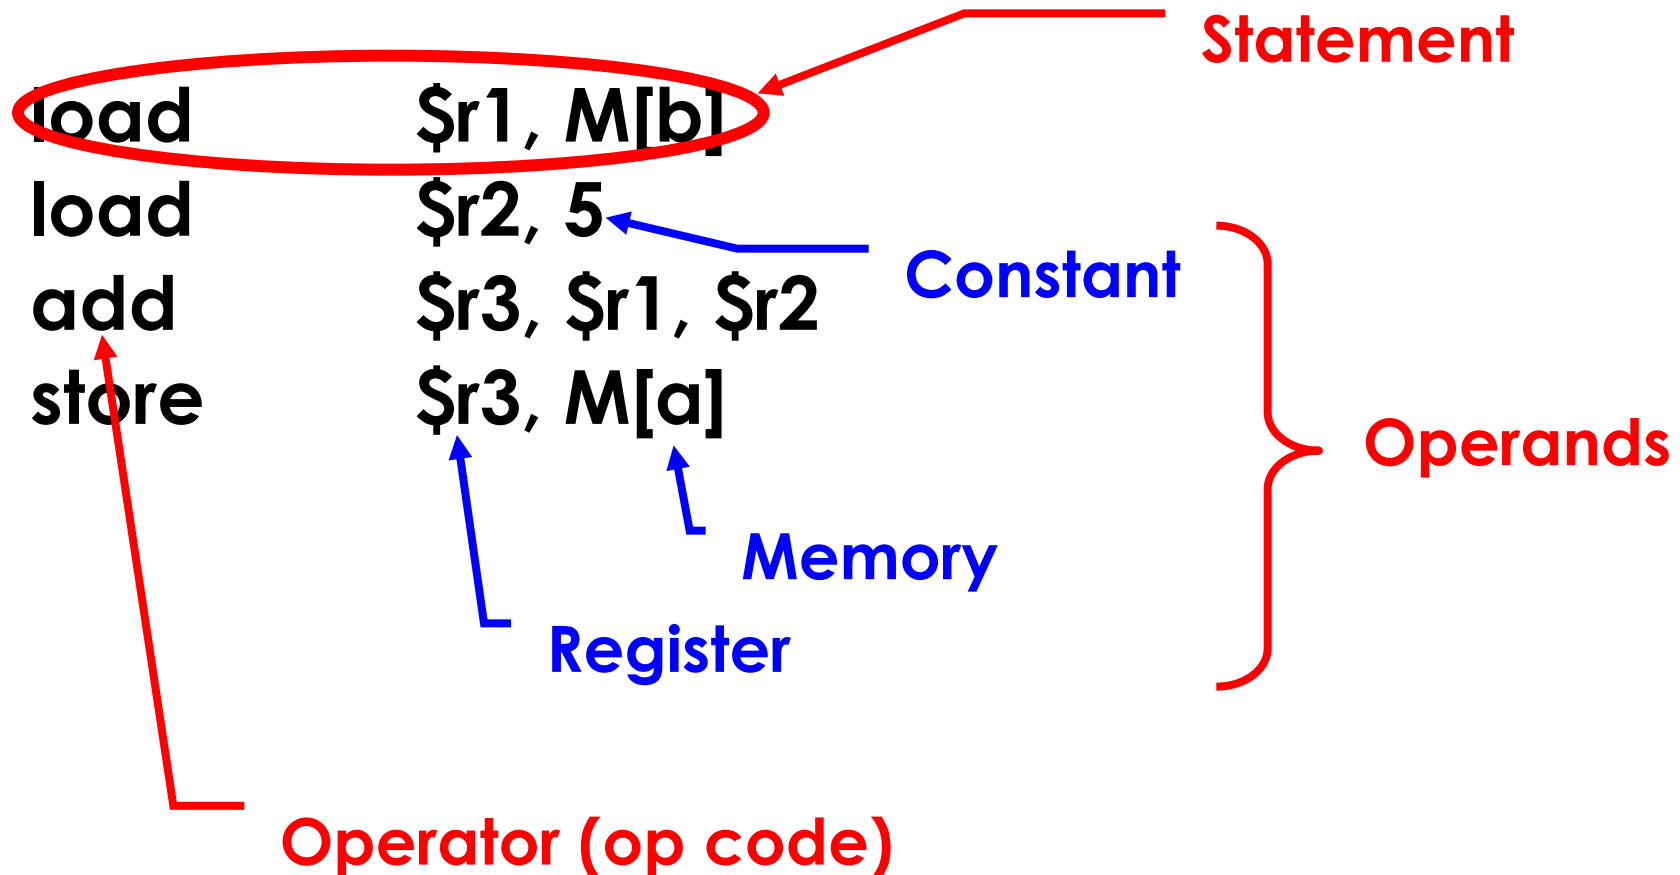 Statement
load $r1, M[b]
load $r2, 5
Constant
add $r3, $r1, $r2
store $r3, M[a]
Operands
Memory
Register
Operator (op code)